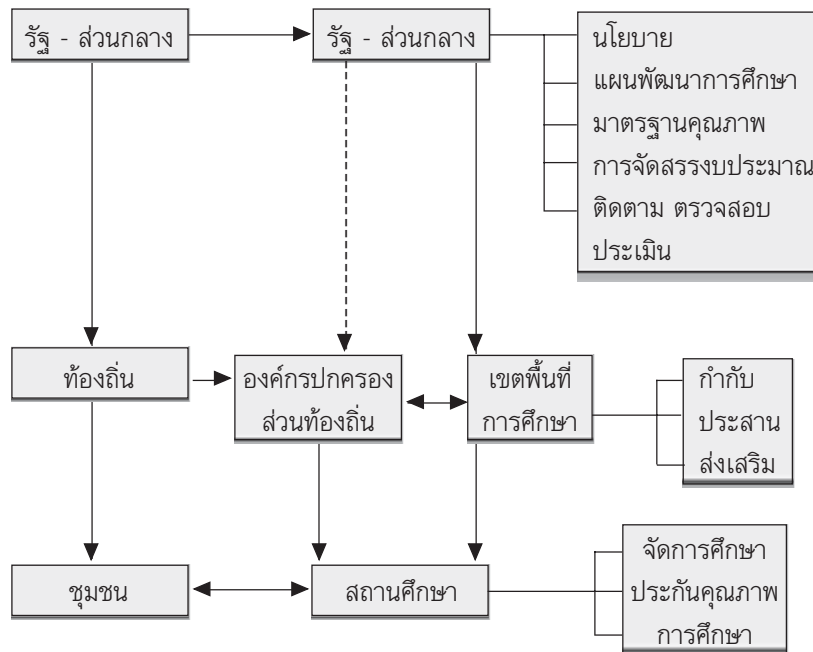 รัฐ - ส่วนกลาง
รัฐ - ส่วนกลาง
นโยบาย
แผนพัฒนาการศึกษา
มาตรฐานคุณภาพ
การจัดสรรงบประมาณ
ติดตาม ตรวจสอบ
ประเมิน
ท้องถิ่น
องค์กรปกครอง
ส่วนท้องถิ่น
เขตพื้นที่
การศึกษา
กำกับ
ประสาน
ส่งเสริม
ชุมชน
สถานศึกษา
จัดการศึกษา
ประกันคุณภาพ
การศึกษา